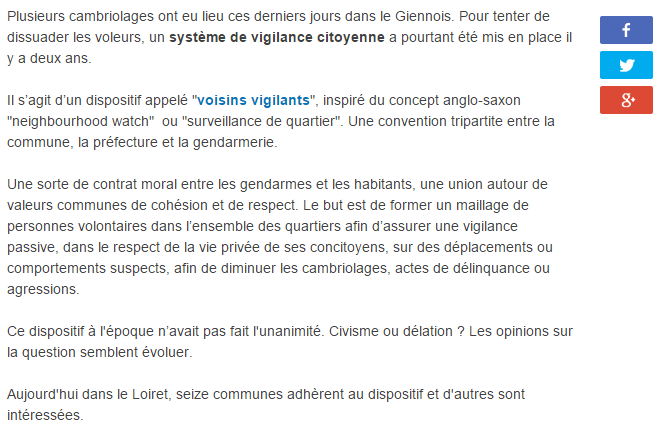 Plusieurs cambriolages ont eu lieu ces derniers jours dans le Giennois. Pour tenter de
dissuader les voleurs, un système de vigilance citoyenne a pourtant été mis en place il
y a deux ans.
Il s’agit d’un dispositif appelé "voisins vigilants", inspiré du concept anglo-saxon
"neighbourhood watch"  ou "surveillance de quartier". Une convention tripartite entre la
commune, la préfecture et la gendarmerie.
Une sorte de contrat moral entre les gendarmes et les habitants, une union autour de
valeurs communes de cohésion et de respect. Le but est de former un maillage de
personnes volontaires dans l’ensemble des quartiers afin d’assurer une vigilance
passive, dans le respect de la vie privée de ses concitoyens, sur des déplacements ou
comportements suspects, afin de diminuer les cambriolages, actes de délinquance ou
agressions.
Ce dispositif à l'époque n’avait pas fait l'unanimité. Civisme ou délation ? Les opinions sur
la question semblent évoluer.
Aujourd'hui dans le Loiret, seize communes adhèrent au dispositif et d'autres sont
intéressées.
f
g+